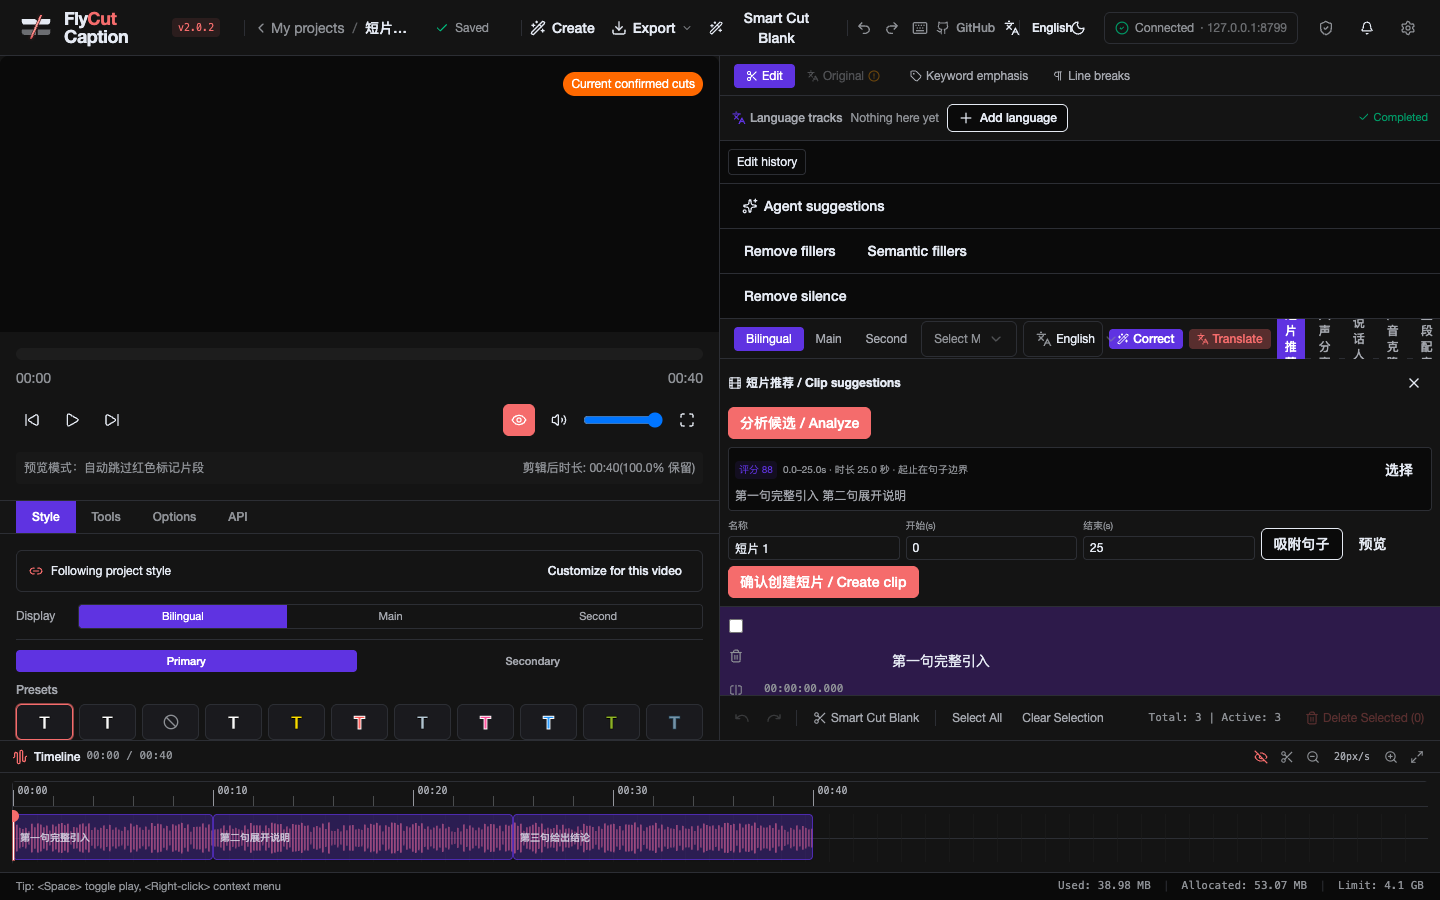 FlyCut
Caption
v2.0.2
My projects / 短片...
Saved
Create
Export
Smart Cut
Blank
GitHub
English
Connected · 127.0.0.1:8799
Current confirmed cuts
00:00
00:40
预览模式：自动跳过红色标记片段
剪辑后时长: 00:40(100.0% 保留)
Style
Tools
Options
API
Following project style
Customize for this video
Display
Bilingual
Main
Second
Primary
Secondary
Presets
T T T T T T T T T T
Edit
Original
Keyword emphasis
Line breaks
Language tracks
Nothing here yet
Add language
Completed
Edit history
Agent suggestions
Remove fillers
Semantic fillers
Remove silence
Bilingual
Main
Second
Select M
English
Correct
Translate
片
推
声
分
说
话
人
音
克
段
配
短片推荐 / Clip suggestions
分析候选 / Analyze
评分 88
0.0–25.0s · 时长 25.0 秒 · 起止在句子边界
选择
第一句完整引入 第二句展开说明
名称
开始(s)
结束(s)
短片 1
0
25
吸附句子
预览
确认创建短片 / Create clip
第一句完整引入
00:00:00.000
Smart Cut Blank
Select All
Clear Selection
Total: 3 | Active: 3
Delete Selected (0)
Timeline
00:00 / 00:40
20px/s
00:00
00:10
00:20
00:30
00:40
第一句完整引入
第二句展开说明
第三句给出结论
Tip: <Space> toggle play, <Right-click> context menu
Used: 38.98 MB
Allocated: 53.07 MB
Limit: 4.1 GB